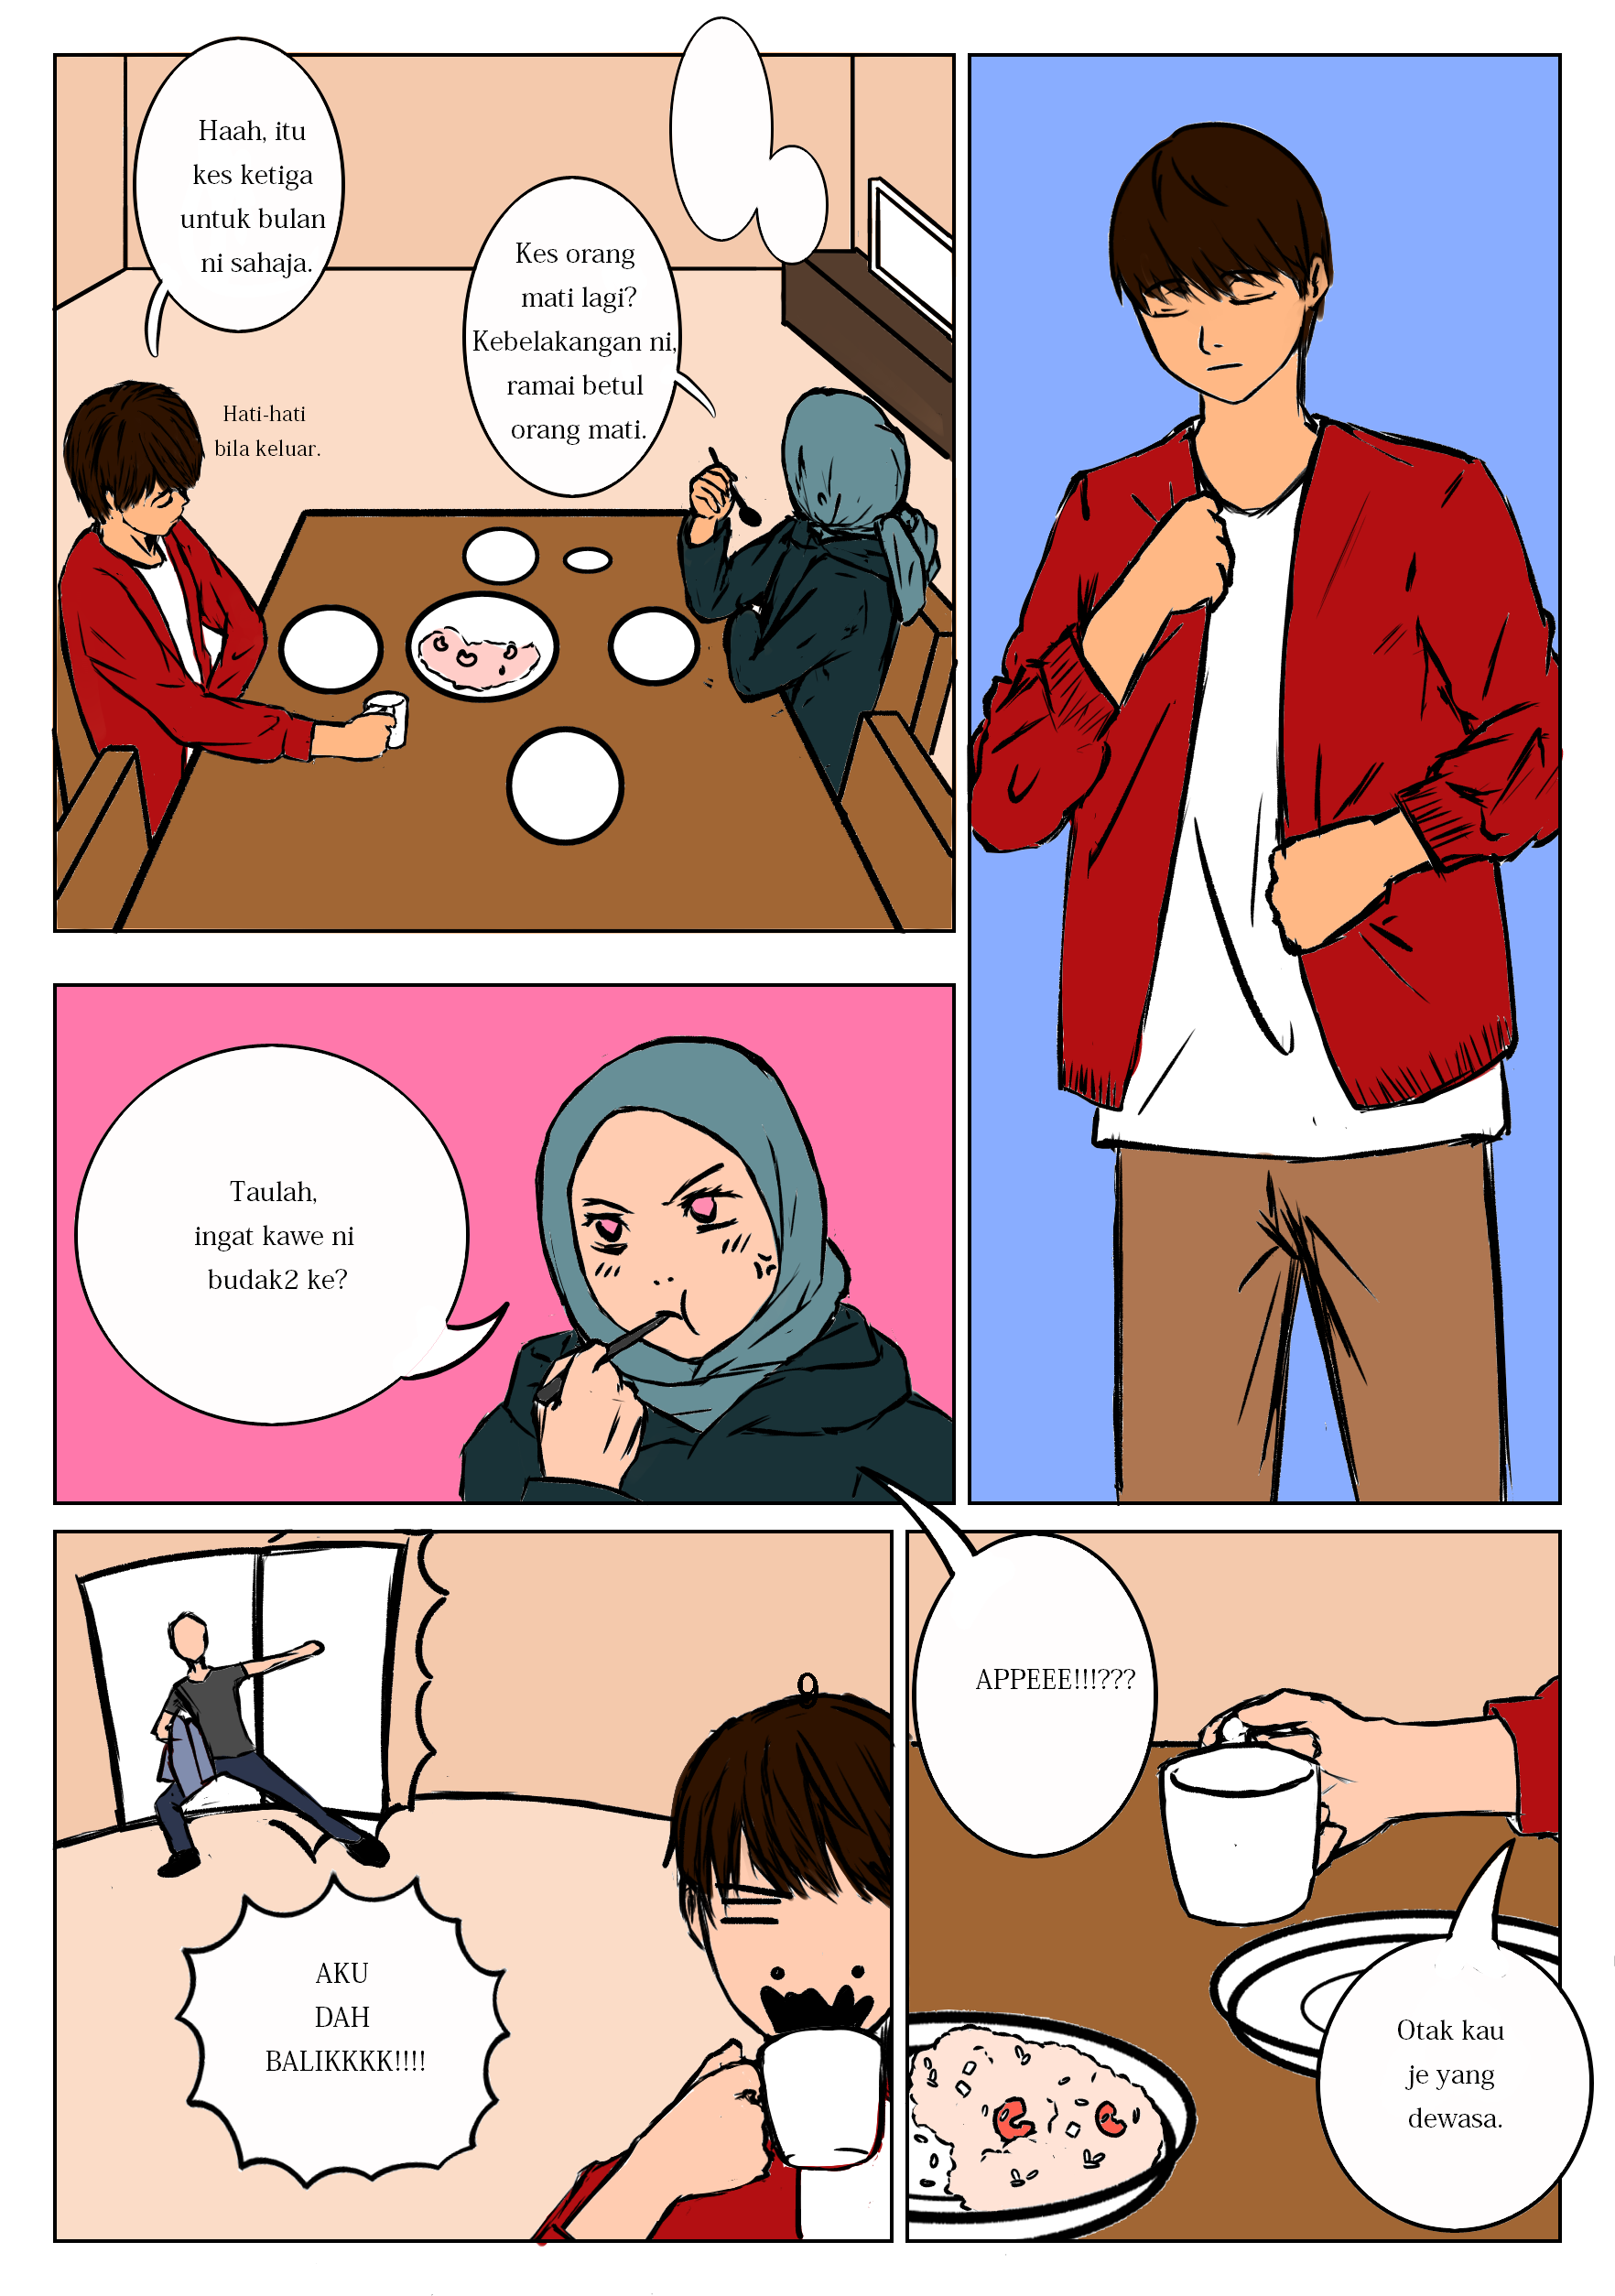 Haah, itu
kes ketiga
untuk bulan
ni sahaja.
Kes orang
mati lagi?
Kebelakangan ni,
ramai betul
orang mati.
Hati-hati
bila keluar.
Taulah,
ingat kawe ni
budak2 ke?
APPEEE!!!???
Otak kau
je yang
dewasa.
AKU
DAH
BALIKKKK!!!!